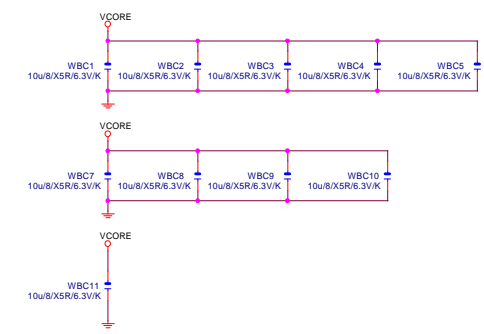 VCORE
WBC1 WBC2 WBC3 WBC4 WBC5
10u/8/X5R/6.3V/K 10u/8/X5R/6.3V/K 10u/8/X5R/6.3V/K 10u/8/X5R/6.3V/K 10u/8/X5R/6.3V/K
VCORE
WBC7 WBC8 WBC9 WBC10
10u/8/X5R/6.3V/K 10u/8/X5R/6.3V/K 10u/8/X5R/6.3V/K 10u/8/X5R/6.3V/K
VCORE
WBC11
10u/8/X5R/6.3V/K